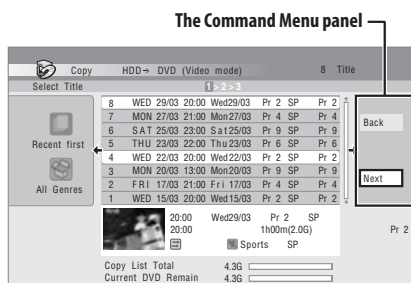 The Command Menu panel
Copy HDD→ DVD (Video mode) 8 Title
Select Title 1 > 2 > 3
8 WED 29/03 20:00 Wed29/03 Pr 2 SP Pr 2
7 MON 27/03 21:00 Mon27/03 Pr 4 SP Pr 4
6 SAT 25/03 23:00 Sat25/03 Pr 9 SP Pr 9
5 THU 23/03 22:00 Thu23/03 Pr 6 SP Pr 6
4 WED 22/03 20:00 Wed22/03 Pr 2 SP Pr 2
3 MON 20/03 13:00 Mon20/03 Pr 9 SP Pr 9
2 FRI 17/03 21:00 Fri 17/03 Pr 4 SP Pr 4
1 WED 15/03 20:00 Wed15/03 Pr 2 SP Pr 2
Recent first
All Genres
Back
Next
20:00 Wed29/03 Pr 2 SP
20:00 1h00m(2.0G)
Pr 2
Sports SP
Copy List Total 4.3G
Current DVD Remain 4.3G